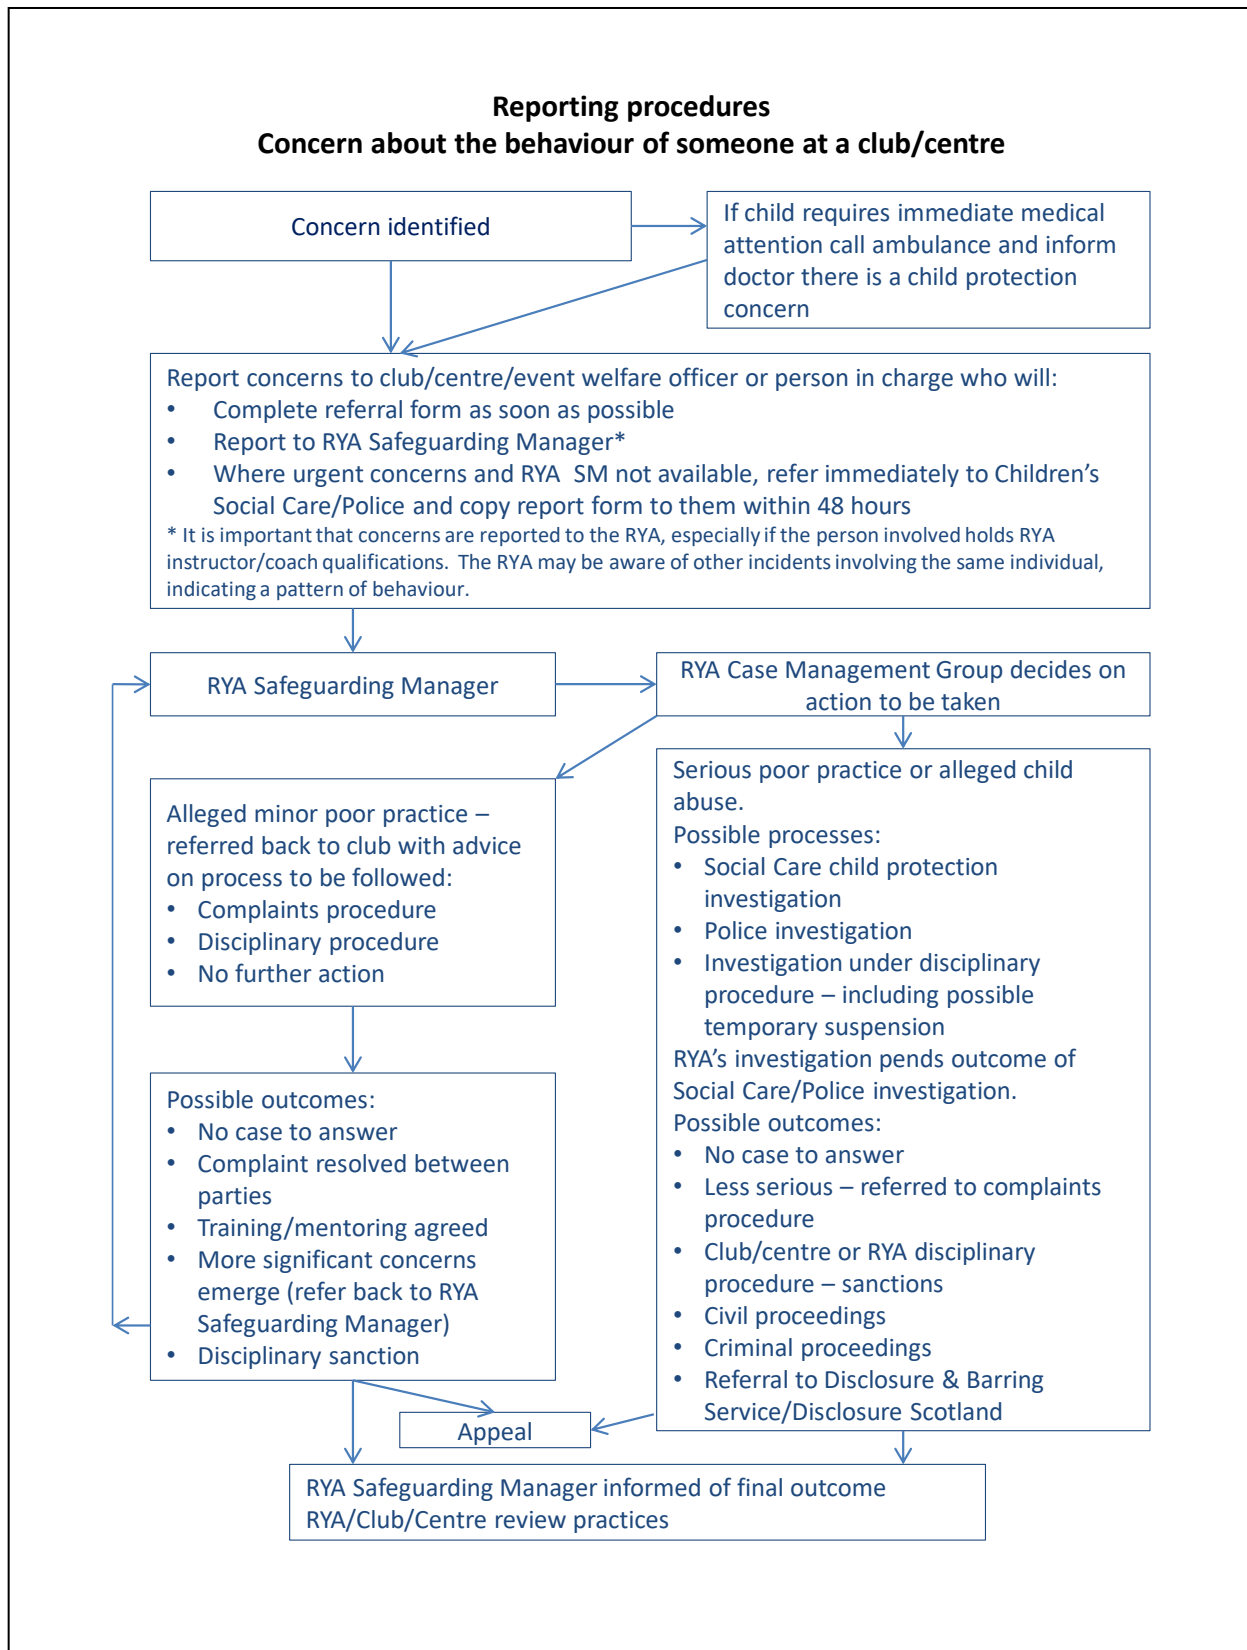 Reporting procedures
Concern about the behaviour of someone at a club/centre
Concern identified
If child requires immediate medical
attention call ambulance and inform
doctor there is a child protection
concern
Report concerns to club/centre/event welfare officer or person in charge who will:
• Complete referral form as soon as possible
• Report to RYA Safeguarding Manager*
• Where urgent concerns and RYA SM not available, refer immediately to Children’s
Social Care/Police and copy report form to them within 48 hours
* It is important that concerns are reported to the RYA, especially if the person involved holds RYA
instructor/coach qualifications. The RYA may be aware of other incidents involving the same individual,
indicating a pattern of behaviour.
RYA Safeguarding Manager
RYA Case Management Group decides on
action to be taken
Alleged minor poor practice –
referred back to club with advice
on process to be followed:
• Complaints procedure
• Disciplinary procedure
• No further action
Possible outcomes:
• No case to answer
• Complaint resolved between
parties
• Training/mentoring agreed
• More significant concerns
emerge (refer back to RYA
Safeguarding Manager)
• Disciplinary sanction
Serious poor practice or alleged child
abuse.
Possible processes:
• Social Care child protection
investigation
• Police investigation
• Investigation under disciplinary
procedure – including possible
temporary suspension
RYA’s investigation pends outcome of
Social Care/Police investigation.
Possible outcomes:
• No case to answer
• Less serious – referred to complaints
procedure
• Club/centre or RYA disciplinary
procedure – sanctions
• Civil proceedings
• Criminal proceedings
• Referral to Disclosure & Barring
Service/Disclosure Scotland
Appeal
RYA Safeguarding Manager informed of final outcome
RYA/Club/Centre review practices